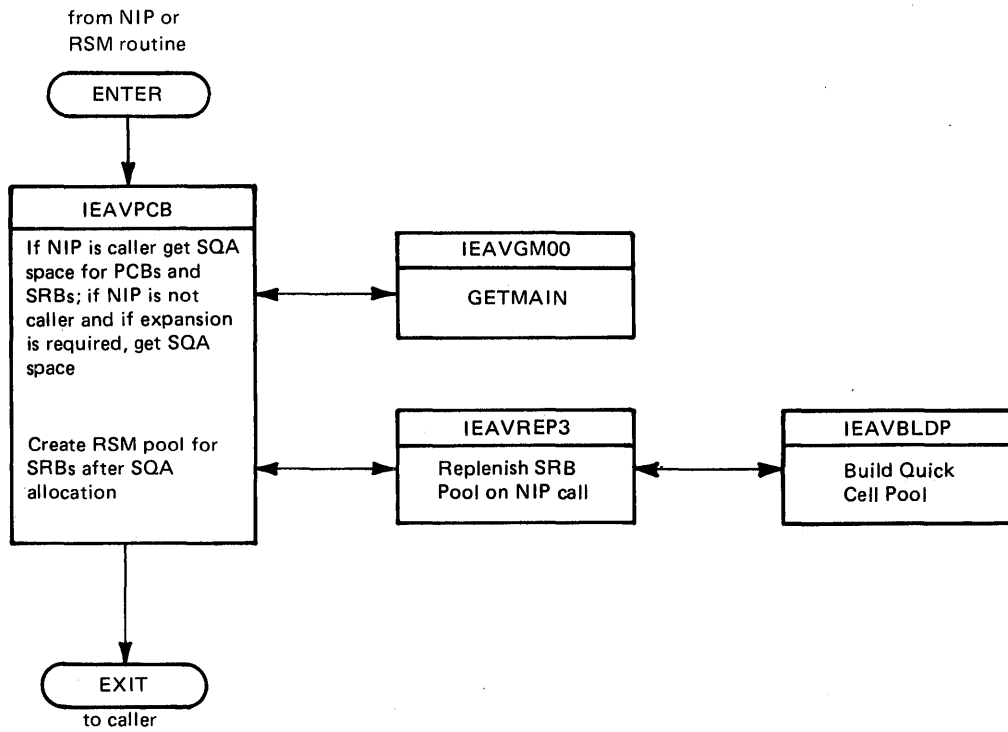 from NIP or
RSM routine
ENTER
IEAVPCB
If NIP is caller get SQA
space for PCBs and
SRBs; if NIP is not
caller and if expansion
is required, get SQA
space
Create RSM pool for
SRBs after SQA
allocation
IEAVGM00
GETMAIN
IEAVREP3
Replenish SRB
Pool on NIP call
IEAVBLDP
Build Quick
Cell Pool
EXIT
to caller